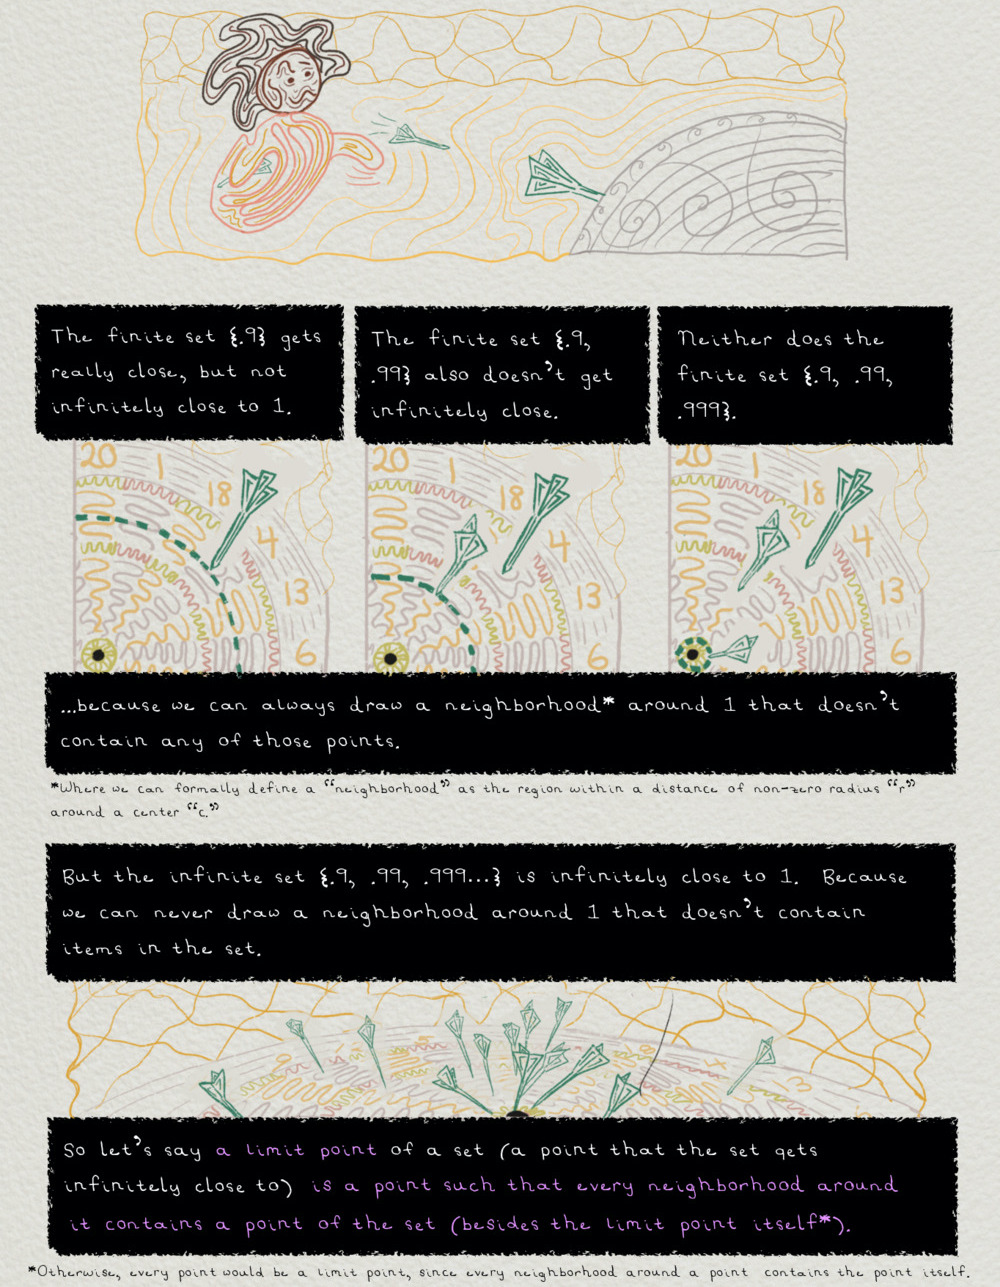 The finite set {.9} gets
really close, but not
infinitely close to 1.
The finite set {.9,
.99} also doesn't get
infinitely close.
Neither does the
finite set {.9, .99,
.999}.
20 1 18 4 13 6
20 1 18 4 13 6
20 1 18 4 13 6
...because we can always draw a neighborhood* around 1 that doesn't
contain any of those points.
*Where we can formally define a "neighborhood" as the region within a distance of non-zero radius "r"
around a center "c."
But the infinite set {.9, .99, .999...} is infinitely close to 1. Because
we can never draw a neighborhood around 1 that doesn't contain
items in the set.
So let's say a limit point of a set (a point that the set gets
infinitely close to) is a point such that every neighborhood around
it contains a point of the set (besides the limit point itself*).
*Otherwise, every point would be a limit point, since every neighborhood around a point contains the point itself.